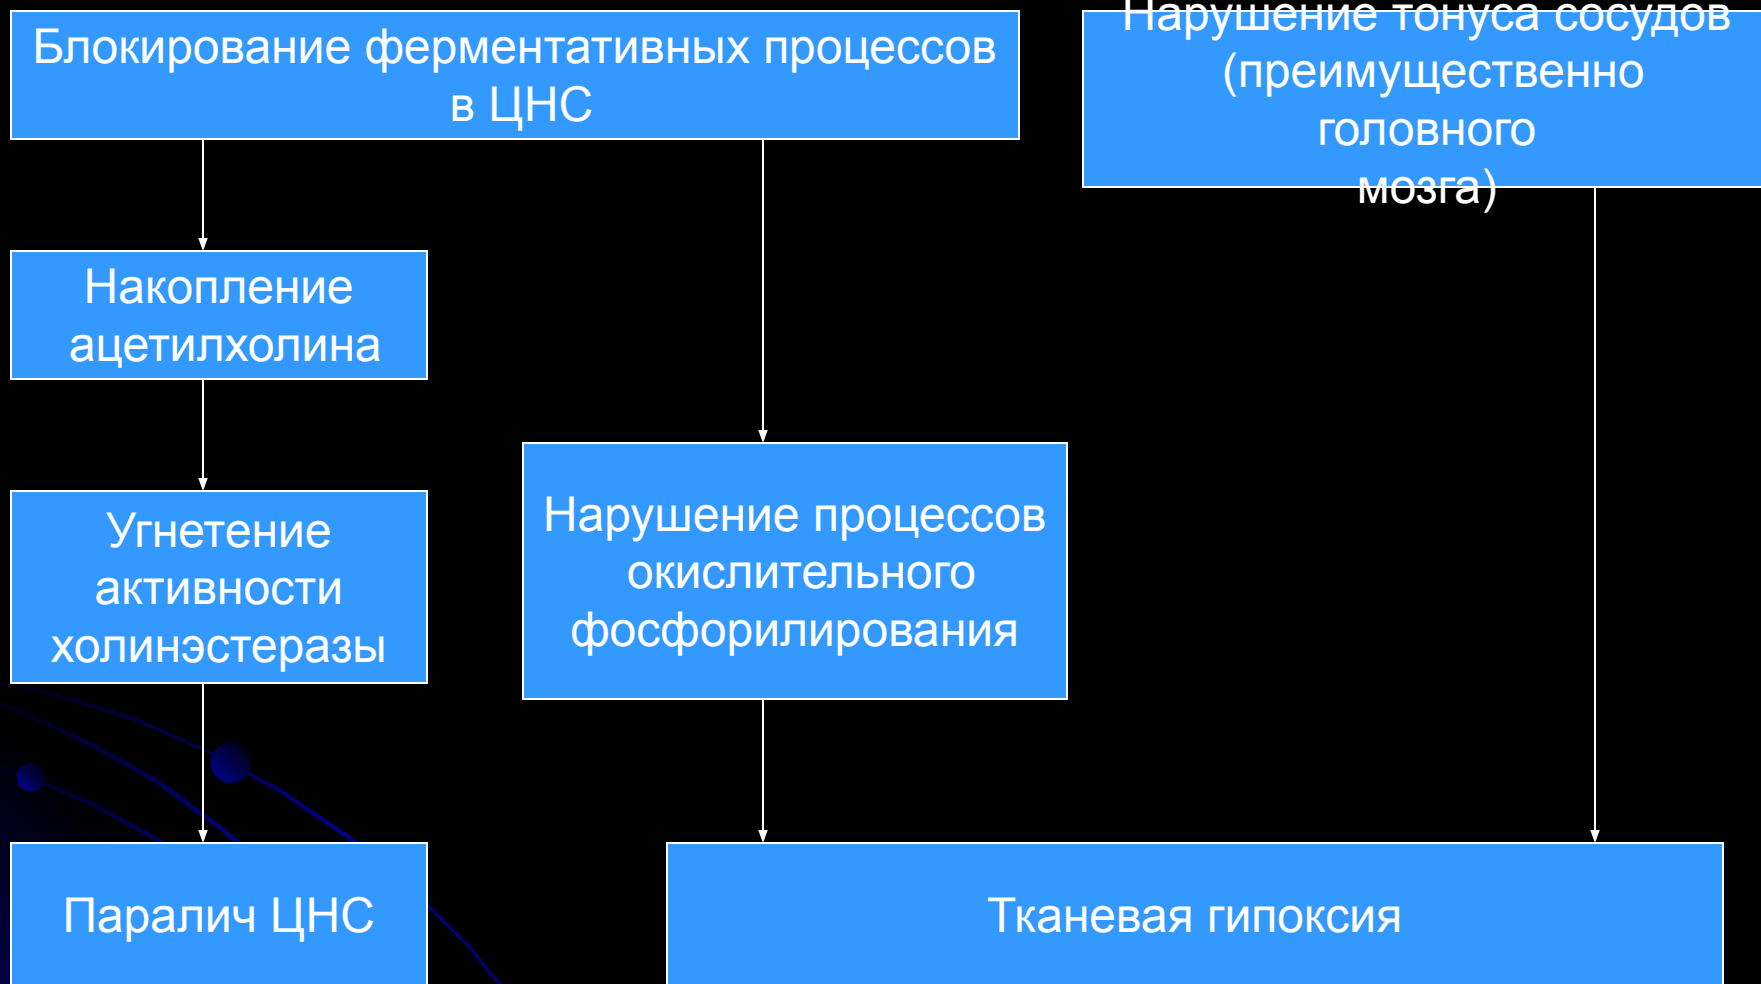 Блокирование ферментативных процессов
в ЦНС
Нарушение тонуса сосудов
(преимущественно
головного
мозга)
Накопление
ацетилхолина
Угнетение
активности
холинэстеразы
Нарушение процессов
окислительного
фосфорилирования
Паралич ЦНС
Тканевая гипоксия